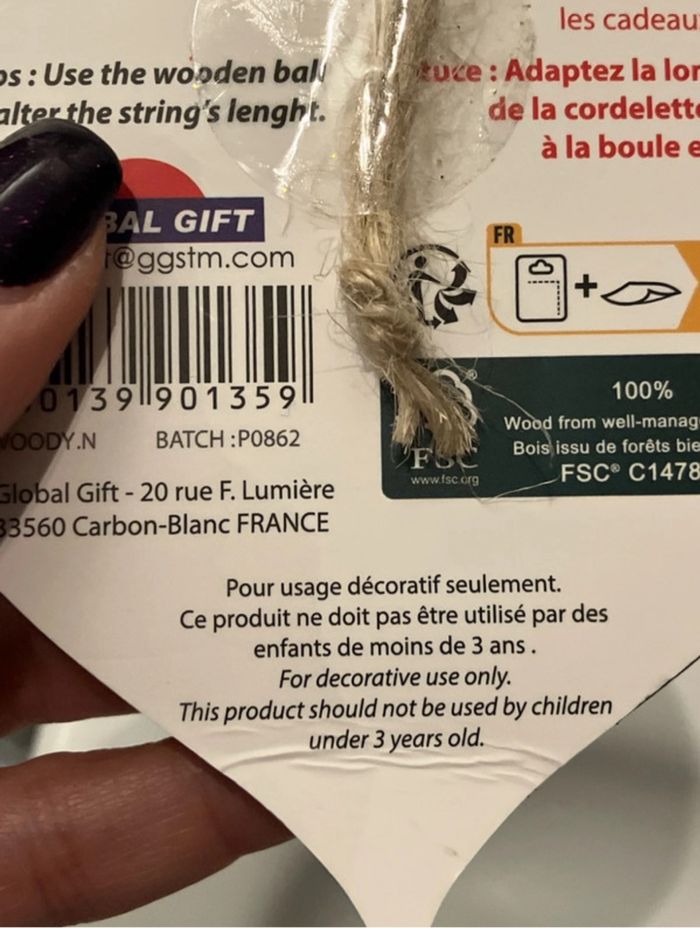 les cadeau
: Use the wooden ball
alter the string's lenght.
: Adaptez la lor
de la cordelette
à la boule e
BAL GIFT
@ggstm.com
0139 901359
WOODY.N BATCH :P0862
Global Gift - 20 rue F. Lumière
33560 Carbon-Blanc FRANCE
FR
+
100%
Wood from well-manag
Bois issu de forêts bie
FSC® C1478
FSC ®
www.fsc.org
Pour usage décoratif seulement.
Ce produit ne doit pas être utilisé par des
enfants de moins de 3 ans .
For decorative use only.
This product should not be used by children
under 3 years old.